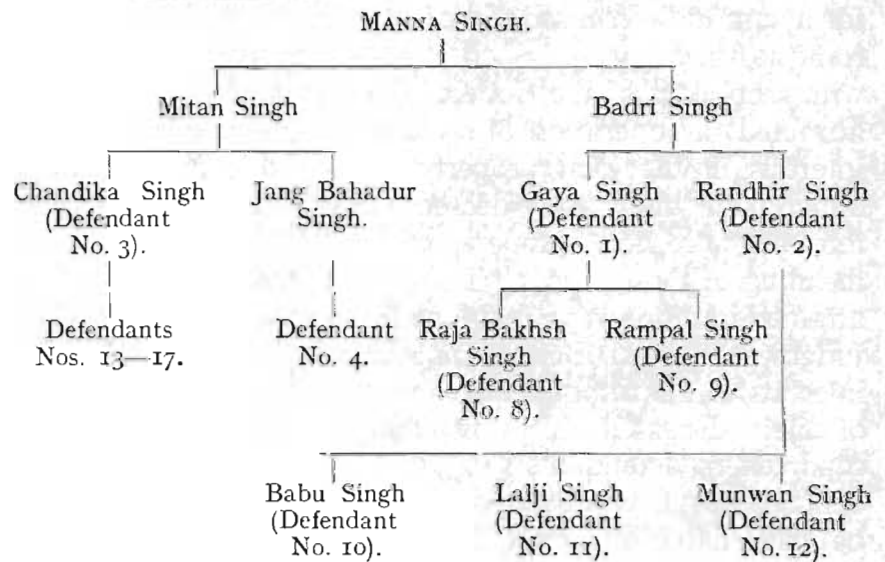 MANNA SINGH.
Mitan Singh Badri Singh
Chandika Singh Jang Bahadur Gaya Singh Randhir Singh
(Defendant Singh. (Defendant (Defendant
No. 3). No. 1). No. 2).
Defendants Defendant Raja Bakhsh Rampal Singh
Nos. 13—17. No. 4. Singh (Defendant
(Defendant No. 9).
No. 8).
Babu Singh Lalji Singh Munwan Singh
(Defendant (Defendant (Defendant
No. 10). No. 11). No. 12).